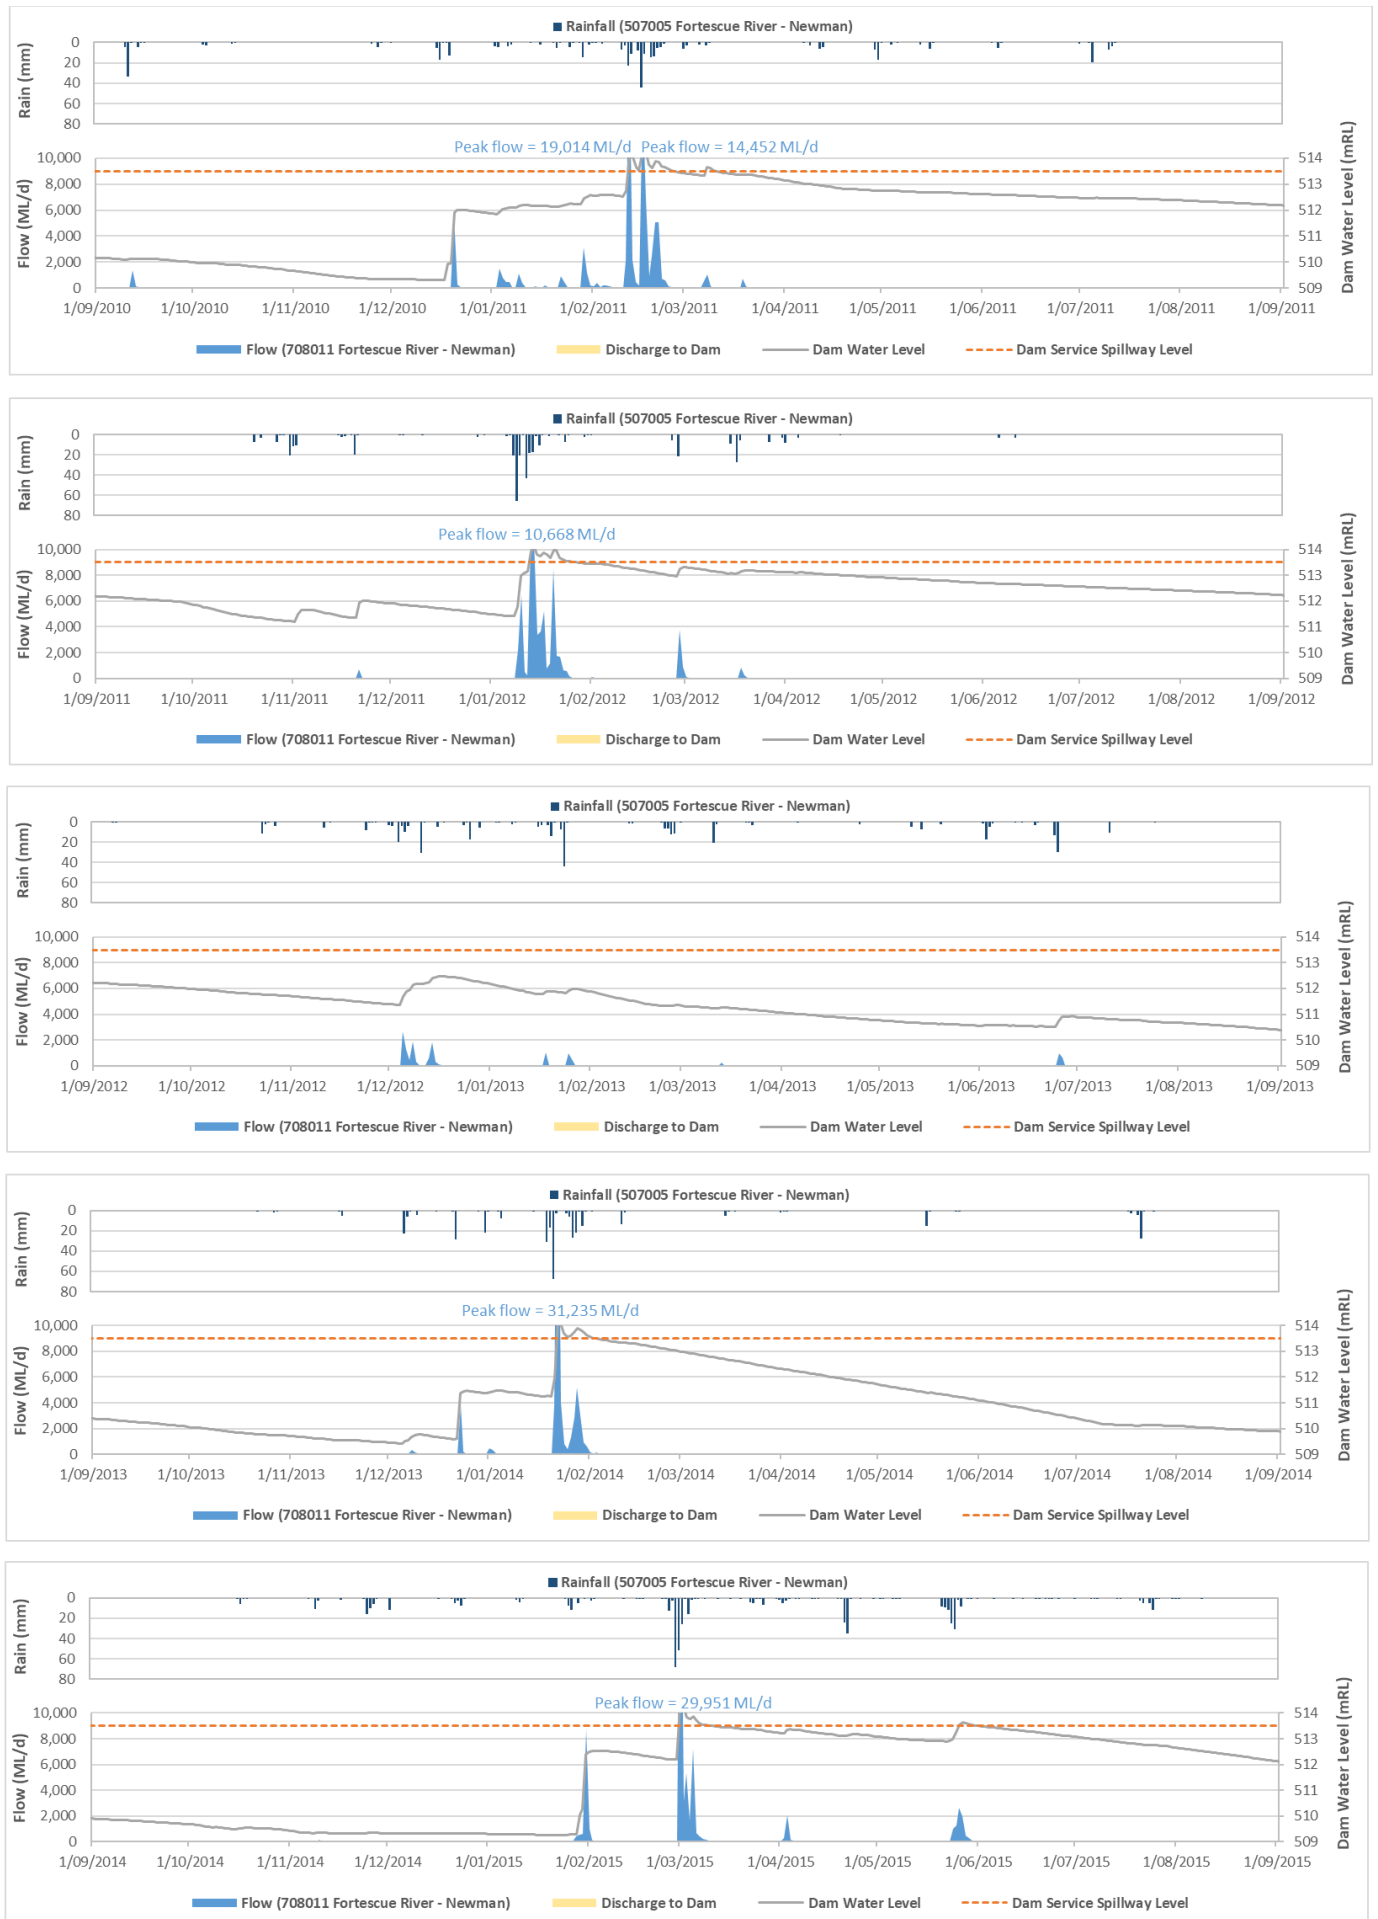 Rainfall (507005 Fortescue River - Newman)
Rain (mm)
0
20
40
60
80
Peak flow = 19,014 ML/d Peak flow = 14,452 ML/d
Flow (ML/d)
10,000
8,000
6,000
4,000
2,000
0
514
513
512
511
510
509
Dam Water Level (mRL)
1/09/2010 1/10/2010 1/11/2010 1/12/2010 1/01/2011 1/02/2011 1/03/2011 1/04/2011 1/05/2011 1/06/2011 1/07/2011 1/08/2011 1/09/2011
Flow (708011 Fortescue River - Newman) Discharge to Dam Dam Water Level Dam Service Spillway Level
Rainfall (507005 Fortescue River - Newman)
Rain (mm)
0
20
40
60
80
Peak flow = 10,668 ML/d
Flow (ML/d)
10,000
8,000
6,000
4,000
2,000
0
514
513
512
511
510
509
Dam Water Level (mRL)
1/09/2011 1/10/2011 1/11/2011 1/12/2011 1/01/2012 1/02/2012 1/03/2012 1/04/2012 1/05/2012 1/06/2012 1/07/2012 1/08/2012 1/09/2012
Flow (708011 Fortescue River - Newman) Discharge to Dam Dam Water Level Dam Service Spillway Level
Rainfall (507005 Fortescue River - Newman)
Rain (mm)
0
20
40
60
80
Flow (ML/d)
10,000
8,000
6,000
4,000
2,000
0
514
513
512
511
510
509
Dam Water Level (mRL)
1/09/2012 1/10/2012 1/11/2012 1/12/2012 1/01/2013 1/02/2013 1/03/2013 1/04/2013 1/05/2013 1/06/2013 1/07/2013 1/08/2013 1/09/2013
Flow (708011 Fortescue River - Newman) Discharge to Dam Dam Water Level Dam Service Spillway Level
Rainfall (507005 Fortescue River - Newman)
Rain (mm)
0
20
40
60
80
Peak flow = 31,235 ML/d
Flow (ML/d)
10,000
8,000
6,000
4,000
2,000
0
514
513
512
511
510
509
Dam Water Level (mRL)
1/09/2013 1/10/2013 1/11/2013 1/12/2013 1/01/2014 1/02/2014 1/03/2014 1/04/2014 1/05/2014 1/06/2014 1/07/2014 1/08/2014 1/09/2014
Flow (708011 Fortescue River - Newman) Discharge to Dam Dam Water Level Dam Service Spillway Level
Rainfall (507005 Fortescue River - Newman)
Rain (mm)
0
20
40
60
80
Peak flow = 29,951 ML/d
Flow (ML/d)
10,000
8,000
6,000
4,000
2,000
0
514
513
512
511
510
509
Dam Water Level (mRL)
1/09/2014 1/10/2014 1/11/2014 1/12/2014 1/01/2015 1/02/2015 1/03/2015 1/04/2015 1/05/2015 1/06/2015 1/07/2015 1/08/2015 1/09/2015
Flow (708011 Fortescue River - Newman) Discharge to Dam Dam Water Level Dam Service Spillway Level